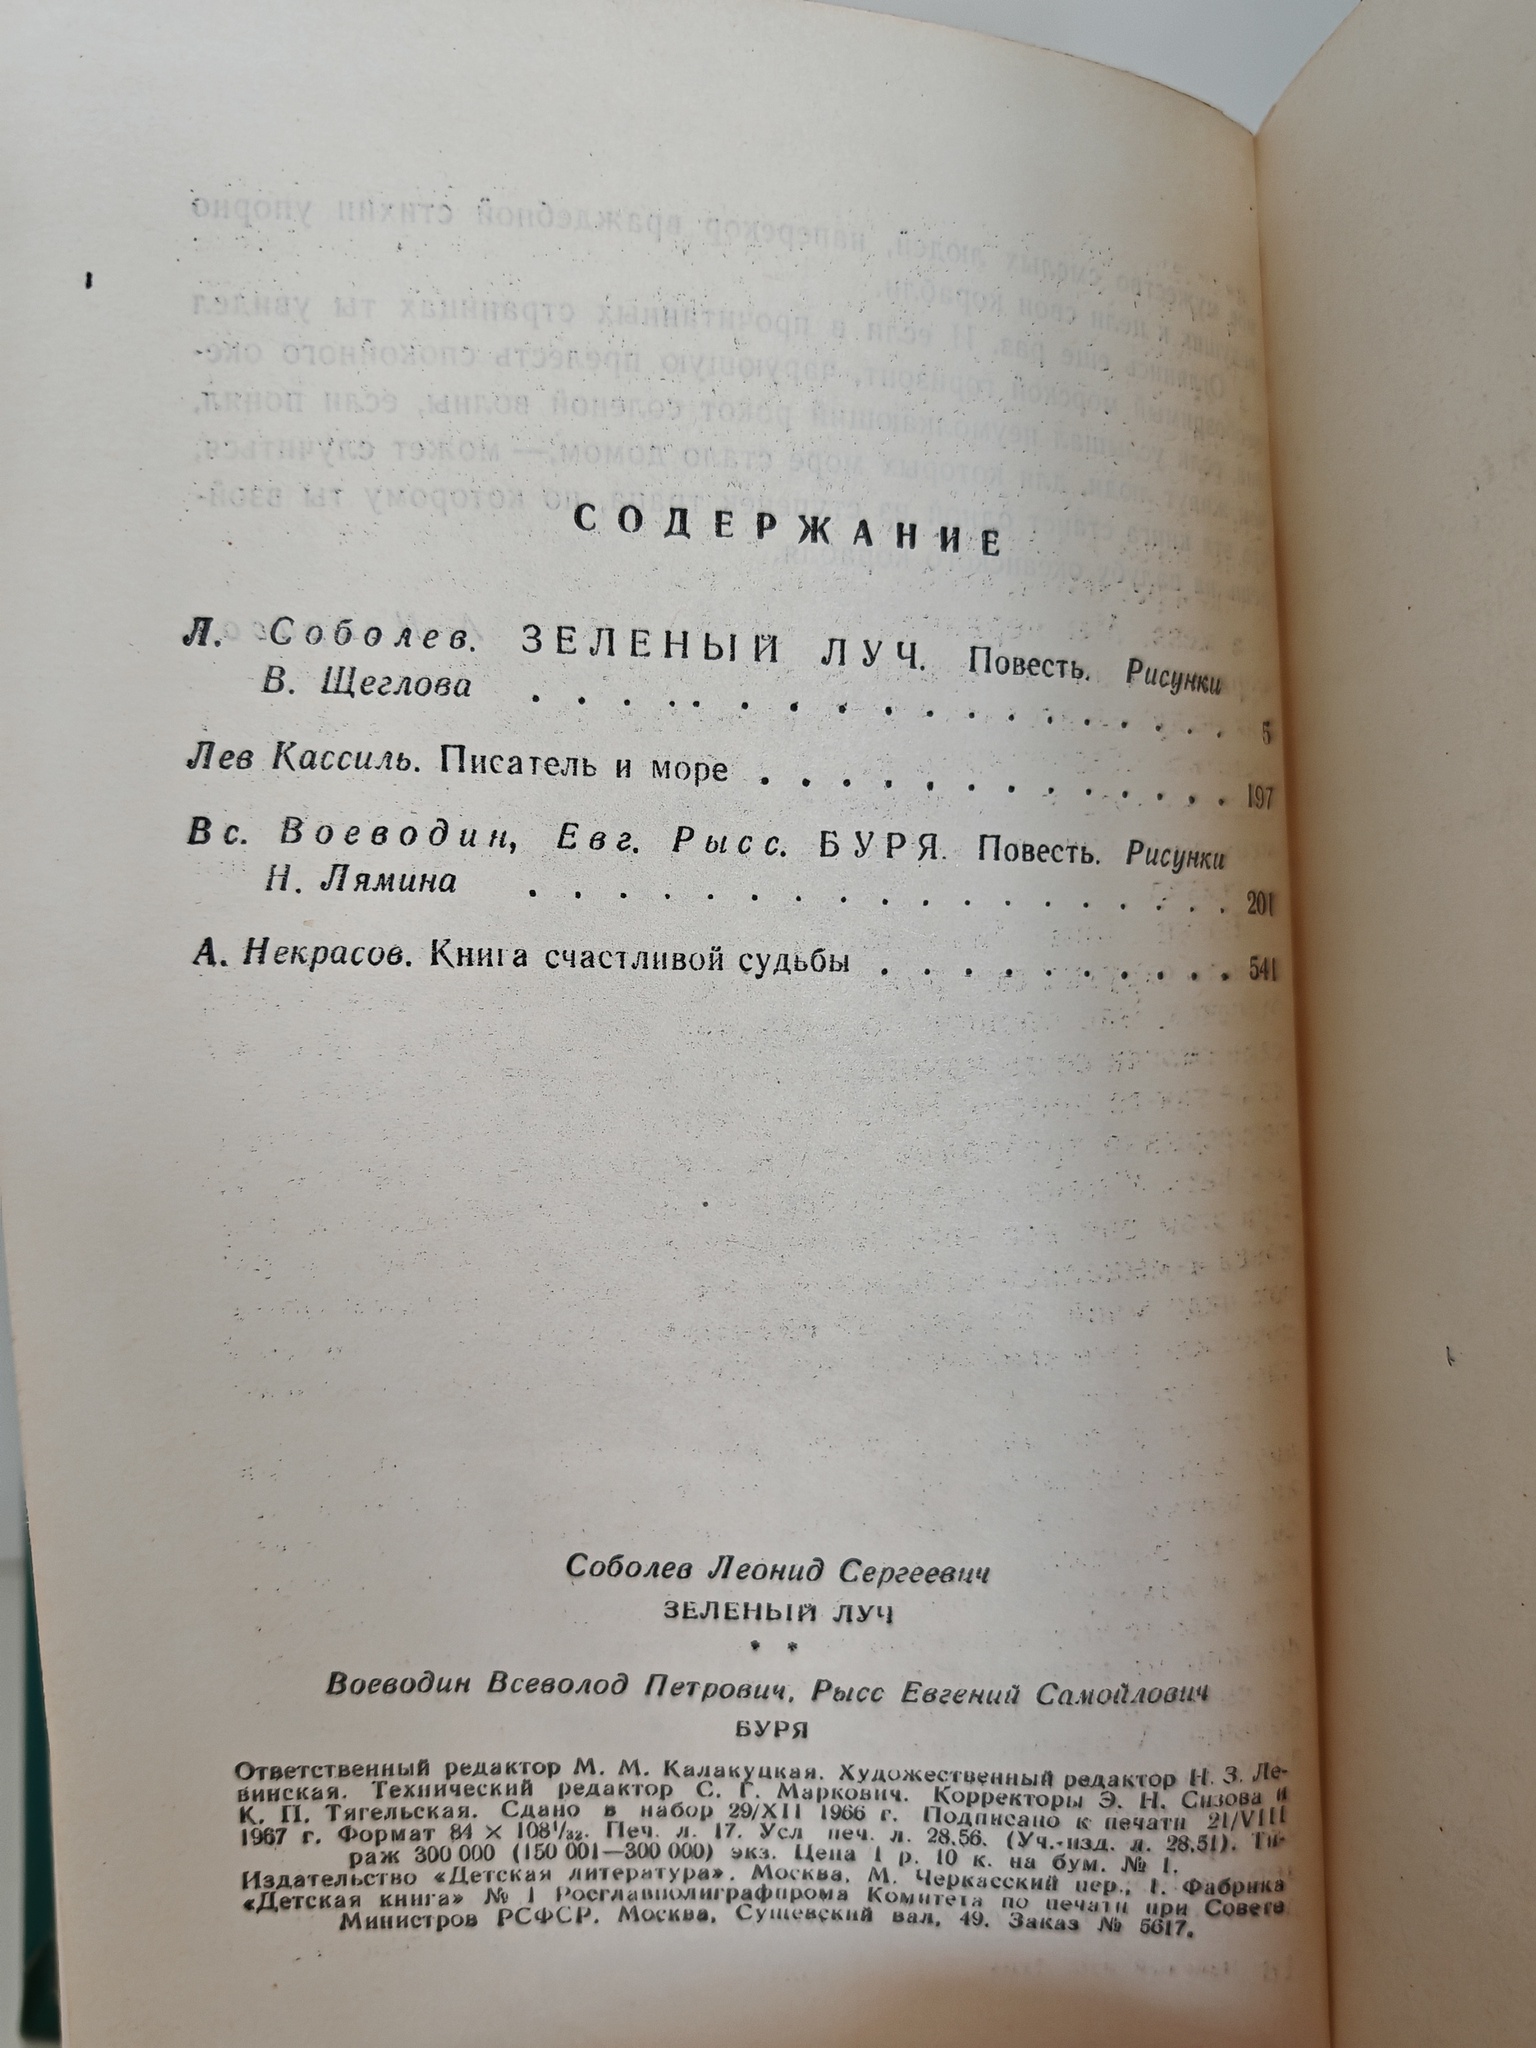 СОДЕРЖАНИЕ
Л. Соболев. ЗЕЛЕНЫЙ ЛУЧ. Повесть. Рисунки
В. Щеглова . . . . . . . . . . . . . . . . 5
Лев Кассиль. Писатель и море . . . . . . . . . . . . 197
Вс. Воеводин, Евг. Рысс. БУРЯ. Повесть. Рисунки
Н. Лямина . . . . . . . . . . . . . . . . 201
А. Некрасов. Книга счастливой судьбы . . . . . . . . . 541
Соболев Леонид Сергеевич
ЗЕЛЕНЫЙ ЛУЧ
* *
Воеводин Всеволод Петрович, Рысс Евгений Самойлович
БУРЯ
Ответственный редактор М. М. Калакуцкая. Художественный редактор Н. З. Ле-
винская. Технический редактор С. Г. Маркович. Корректоры Э. Н. Сизова и
К. П. Тягельская. Сдано в набор 29/XII 1966 г. Подписано к печати 21/VIII
1967 г. Формат 84 × 108¹/₃₂. Печ. л. 17. Усл печ. л. 28,56. (Уч.-изд. л. 28,51). Ти-
раж 300 000 (150 001—300 000) экз. Цена 1 р. 10 к. на бум. № 1.
Издательство «Детская литература». Москва, М. Черкасский пер., 1. Фабрика
«Детская книга» № 1 Росглавполиграфпрома Комитета по печати при Совете
Министров РСФСР. Москва, Сущевский вал, 49. Заказ № 5617.